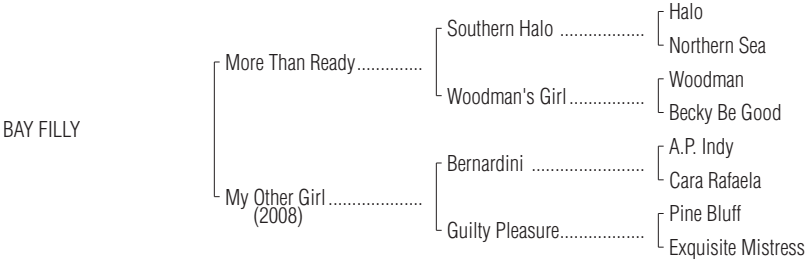 Halo
Southern Halo ..................
Northern Sea
More Than Ready..............
Woodman
Woodman's Girl................
Becky Be Good
BAY FILLY
A.P. Indy
Bernardini ........................
Cara Rafaela
My Other Girl....................
(2008)
Pine Bluff
Guilty Pleasure..................
Exquisite Mistress